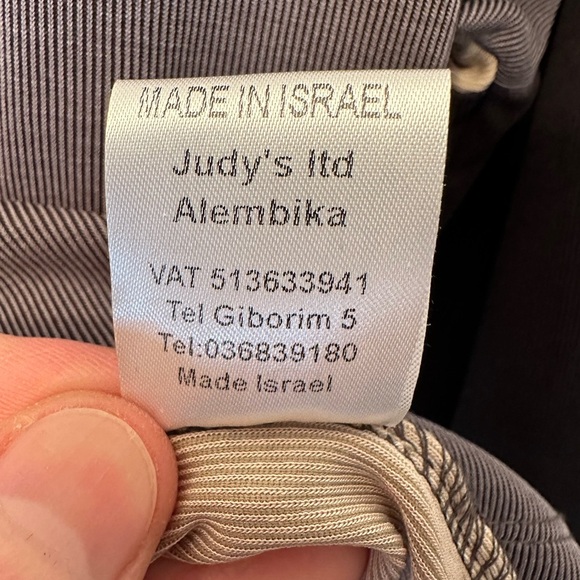 MADE IN ISRAEL
Judy's ltd
Alembika
VAT 513633941
Tel Giborim 5
Tel:036839180
Made Israel